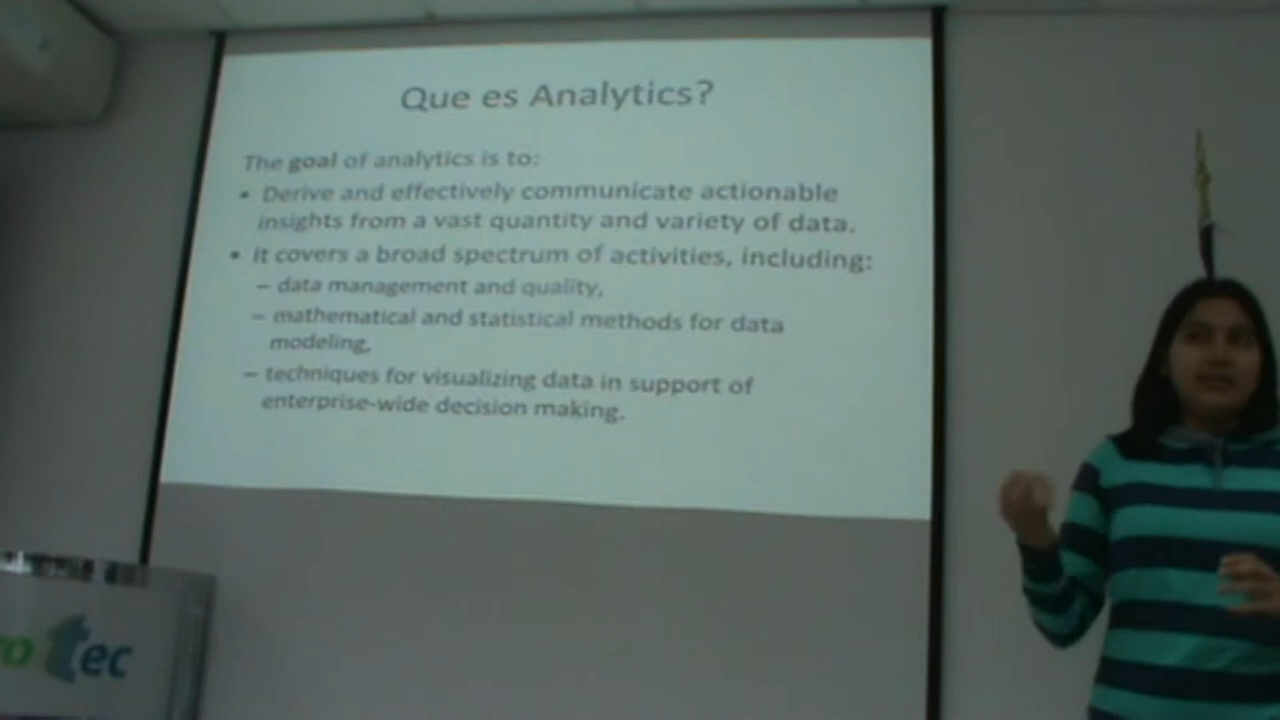 Que es Analytics?
The goal of analytics is to:
• Derive and effectively communicate actionable
insights from a vast quantity and variety of data.
• It covers a broad spectrum of activities, including:
– data management and quality,
– mathematical and statistical methods for data
modeling,
– techniques for visualizing data in support of
enterprise-wide decision making.
ro tec